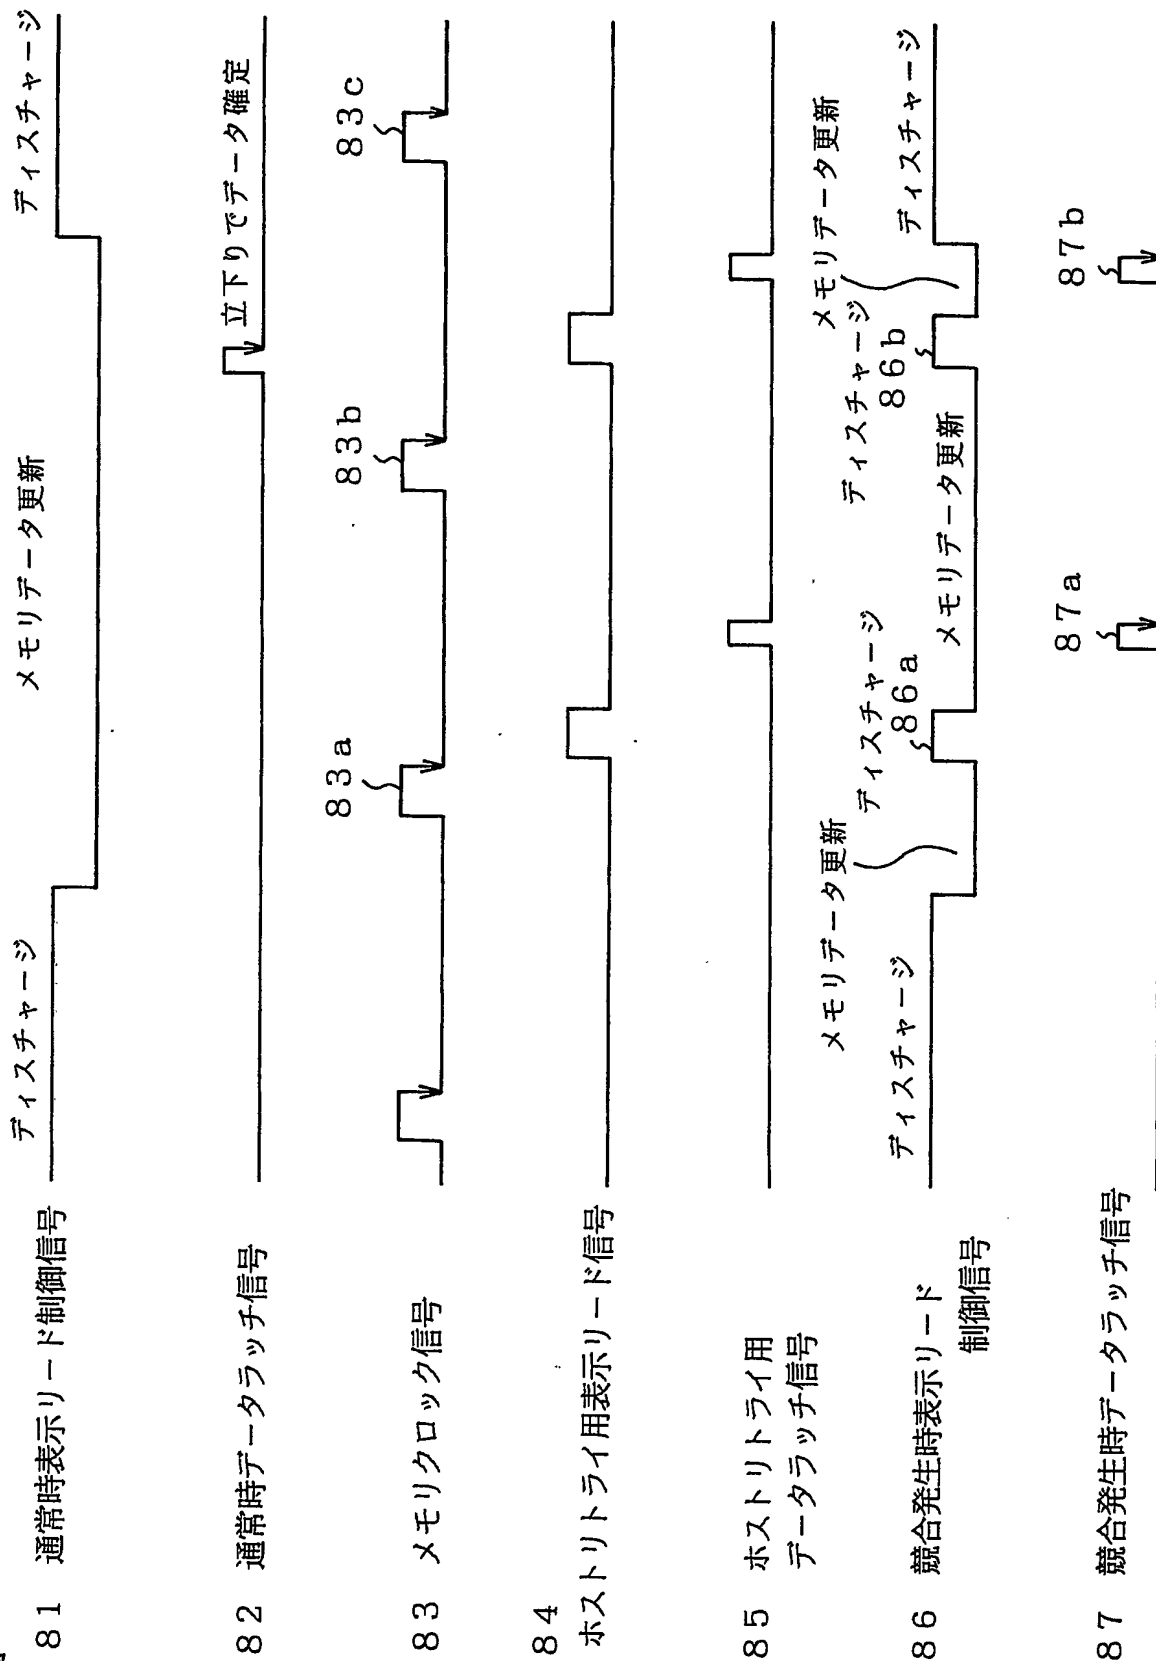 81 通常時表示リード制御信号
ディスチャージ
メモリデータ更新
ディスチャージ
82 通常時データラッチ信号
立下りでデータ確定
83 メモリクロック信号
83a
83b
83c
84
ホストリトライ用表示リード信号
85 ホストリトライ用
データラッチ信号
86 競合発生時表示リード
制御信号
ディスチャージ
メモリデータ更新
ディスチャージ
86a
メモリデータ更新
ディスチャージ
86b
メモリデータ更新
ディスチャージ
87 競合発生時データラッチ信号
87a
87b